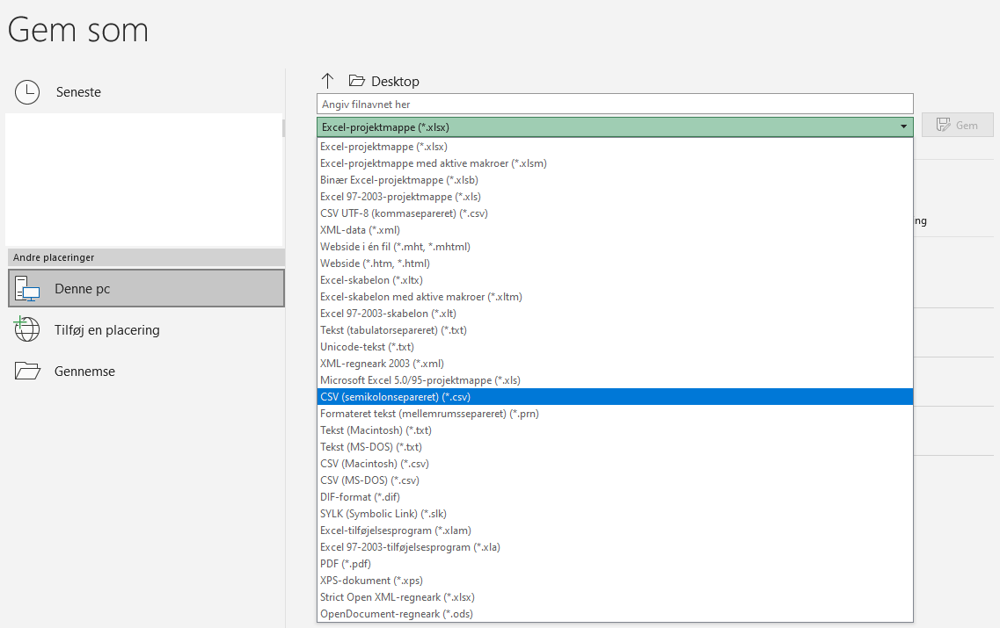 Gem som
Seneste
Andre placeringer
Denne pc
Tilføj en placering
Gennemse
Desktop
Angiv filnavnet her
Excel-projektmappe (*.xlsx)
Gem
Excel-projektmappe (*.xlsx)
Excel-projektmappe med aktive makroer (*.xlsm)
Binær Excel-projektmappe (*.xlsb)
Excel 97-2003-projektmappe (*.xls)
CSV UTF-8 (kommasepareret) (*.csv)
ng
XML-data (*.xml)
Webside i én fil (*.mht, *.mhtml)
Webside (*.htm, *.html)
Excel-skabelon (*.xltx)
Excel-skabelon med aktive makroer (*.xltm)
Excel 97-2003-skabelon (*.xlt)
Tekst (tabulatorsepareret) (*.txt)
Unicode-tekst (*.txt)
XML-regneark 2003 (*.xml)
Microsoft Excel 5.0/95-projektmappe (*.xls)
CSV (semikolonsepareret) (*.csv)
Formateret tekst (mellemrumssepareret) (*.prn)
Tekst (Macintosh) (*.txt)
Tekst (MS-DOS) (*.txt)
CSV (Macintosh) (*.csv)
CSV (MS-DOS) (*.csv)
DIF-format (*.dif)
SYLK (Symbolic Link) (*.slk)
Excel-tilføjelsesprogram (*.xlam)
Excel 97-2003-tilføjelsesprogram (*.xla)
PDF (*.pdf)
XPS-dokument (*.xps)
Strict Open XML-regneark (*.xlsx)
OpenDocument-regneark (*.ods)